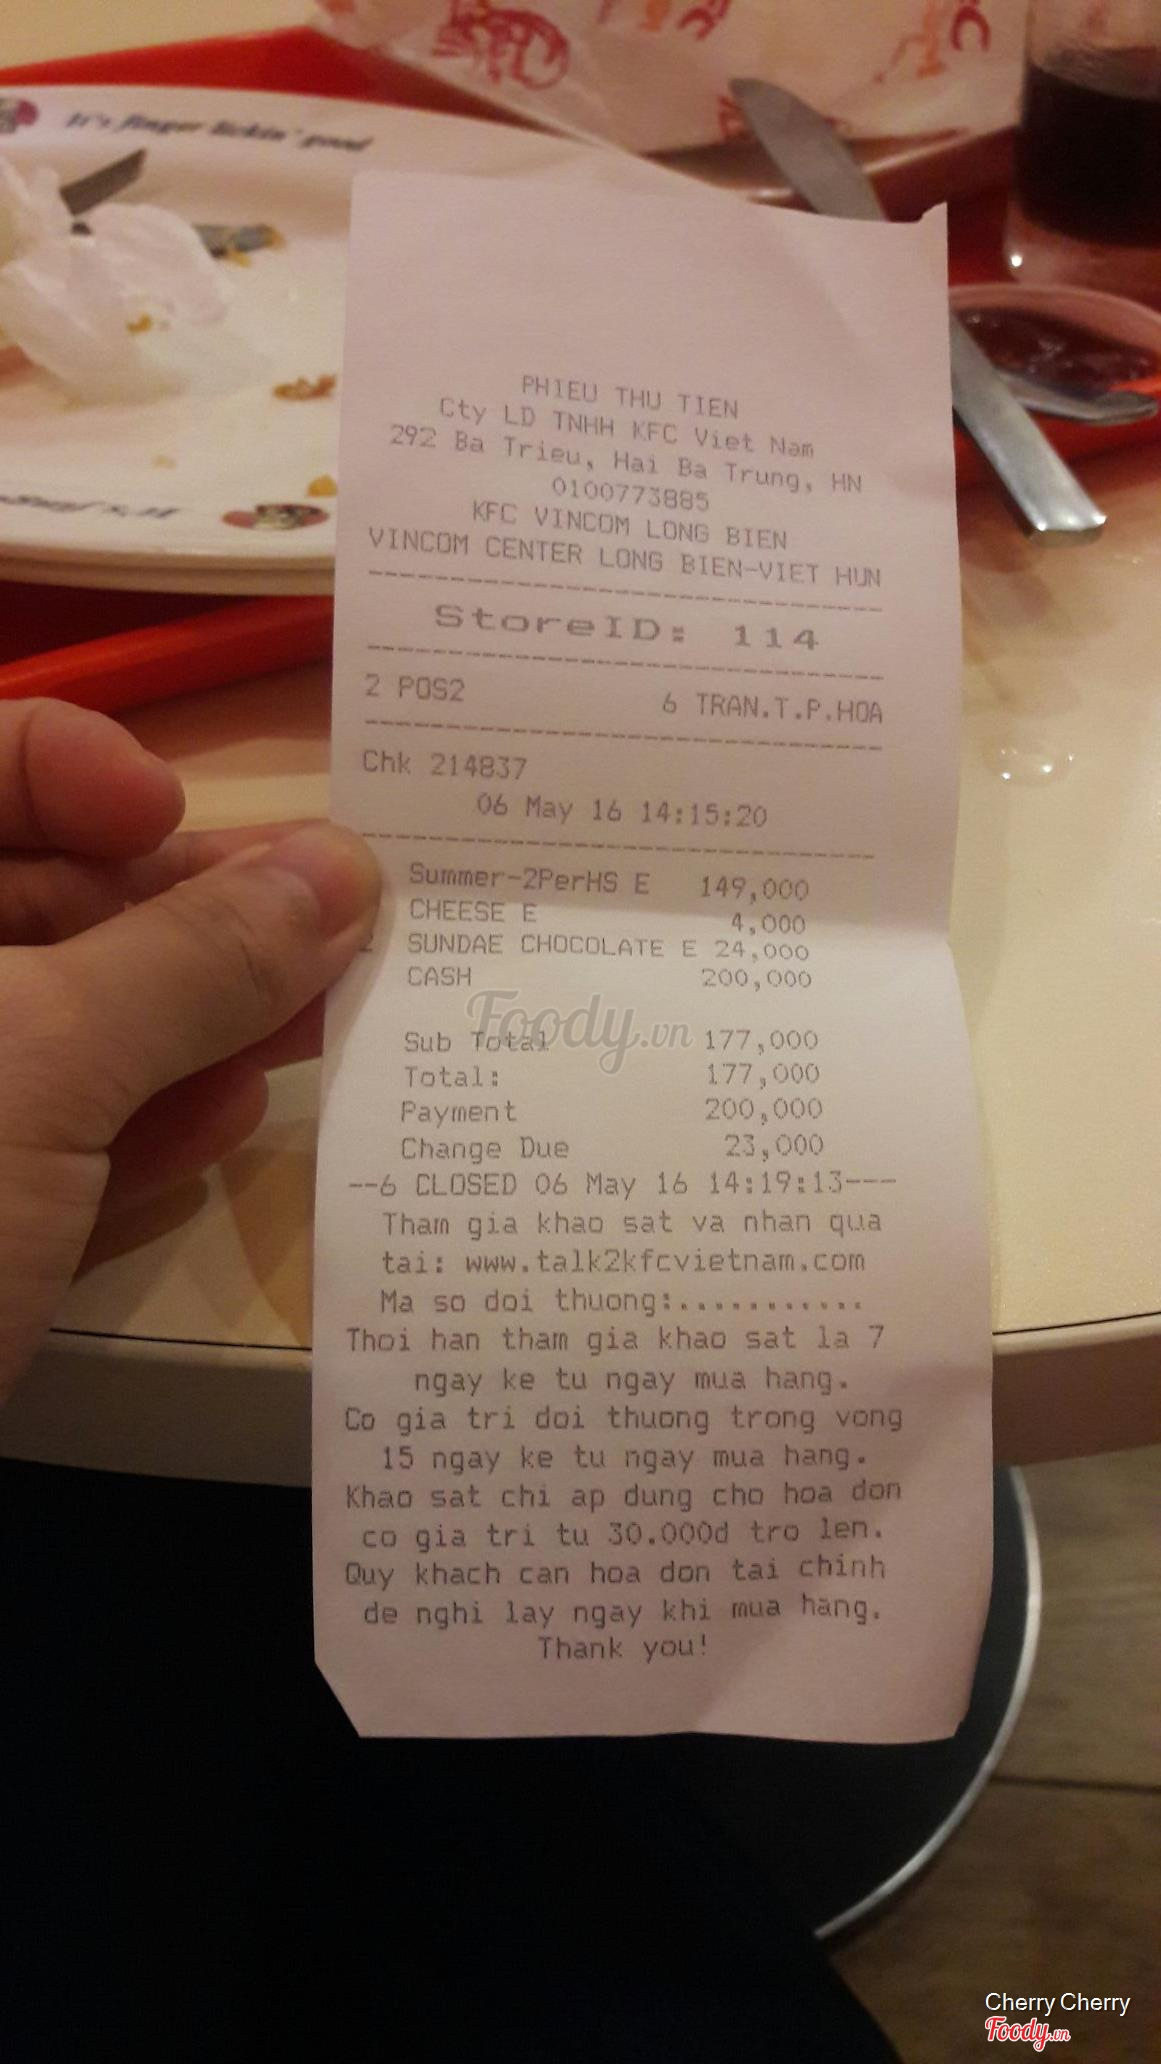 It's finger lickin' good
PHIEU THU TIEN
Cty LD TNHH KFC Viet Nam
292 Ba Trieu, Hai Ba Trung, HN
0100773885
KFC VINCOM LONG BIEN
VINCOM CENTER LONG BIEN-VIET HUN
StoreID: 114
2 POS2 6 TRAN.T.P.HOA
Chk 214837
06 May 16 14:15:20
Summer-2PerHS E 149,000
CHEESE E 4,000
2 SUNDAE CHOCOLATE E 24,000
CASH 200,000
Foody.vn
Sub Total 177,000
Total: 177,000
Payment 200,000
Change Due 23,000
--6 CLOSED 06 May 16 14:19:13---
Tham gia khao sat va nhan qua
tai: www.talk2kfcvietnam.com
Ma so doi thuong:...........
Thoi han tham gia khao sat la 7
ngay ke tu ngay mua hang.
Co gia tri doi thuong trong vong
15 ngay ke tu ngay mua hang.
Khao sat chi ap dung cho hoa don
co gia tri tu 30.000d tro len.
Quy khach can hoa don tai chinh
de nghi lay ngay khi mua hang.
Thank you!
Cherry Cherry
Foody.vn